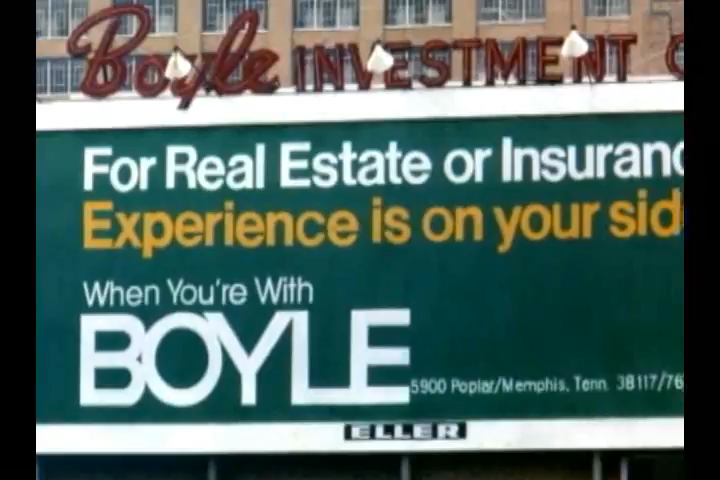 Boyle INVESTMENT C
For Real Estate or Insuranc
Experience is on your sid
When You're With
BOYLE
5900 Poplar/Memphis, Tenn. 38117/76
ELLER